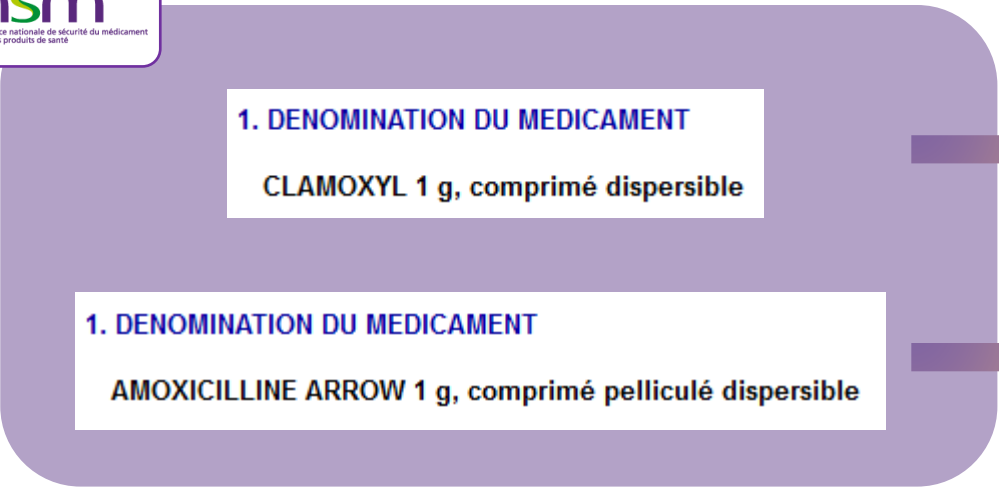 nsm
ce nationale de sécurité du médicament
s produits de santé
1. DENOMINATION DU MEDICAMENT
CLAMOXYL 1 g, comprimé dispersible
1. DENOMINATION DU MEDICAMENT
AMOXICILLINE ARROW 1 g, comprimé pelliculé dispersible